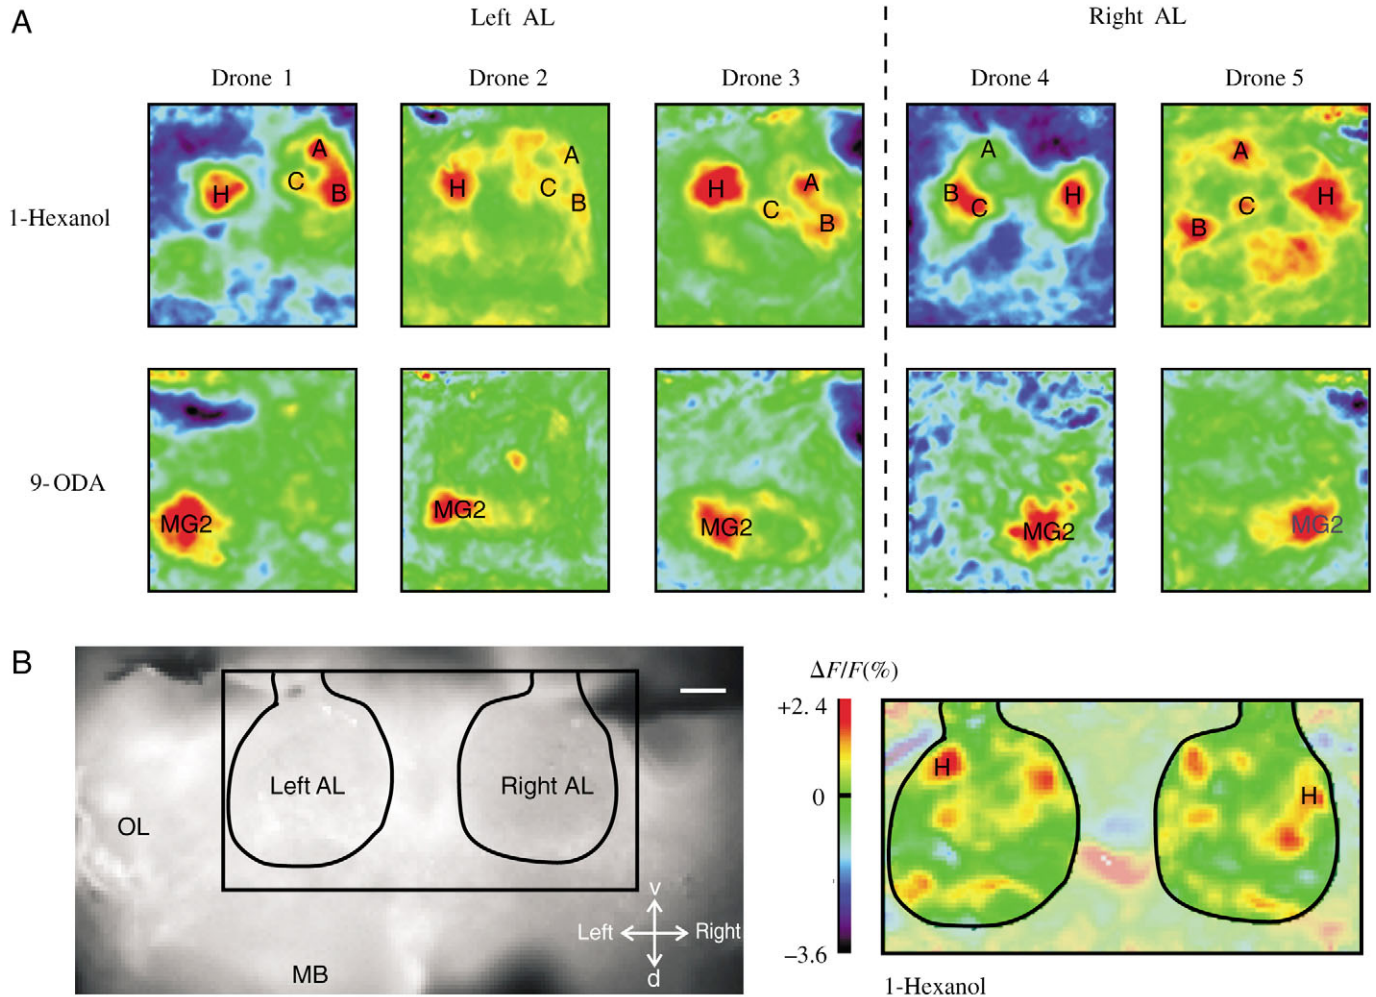 A
Left AL
Right AL
Drone 1
Drone 2
Drone 3
Drone 4
Drone 5
1-Hexanol
H A C B
H A C B
H A C B
A B C H
A C B H
9-ODA
MG2
MG2
MG2
MG2
MG2
B
Left AL
Right AL
OL
MB
v
Left
Right
d
ΔF/F(%)
+2.4
0
−3.6
H
H
1-Hexanol